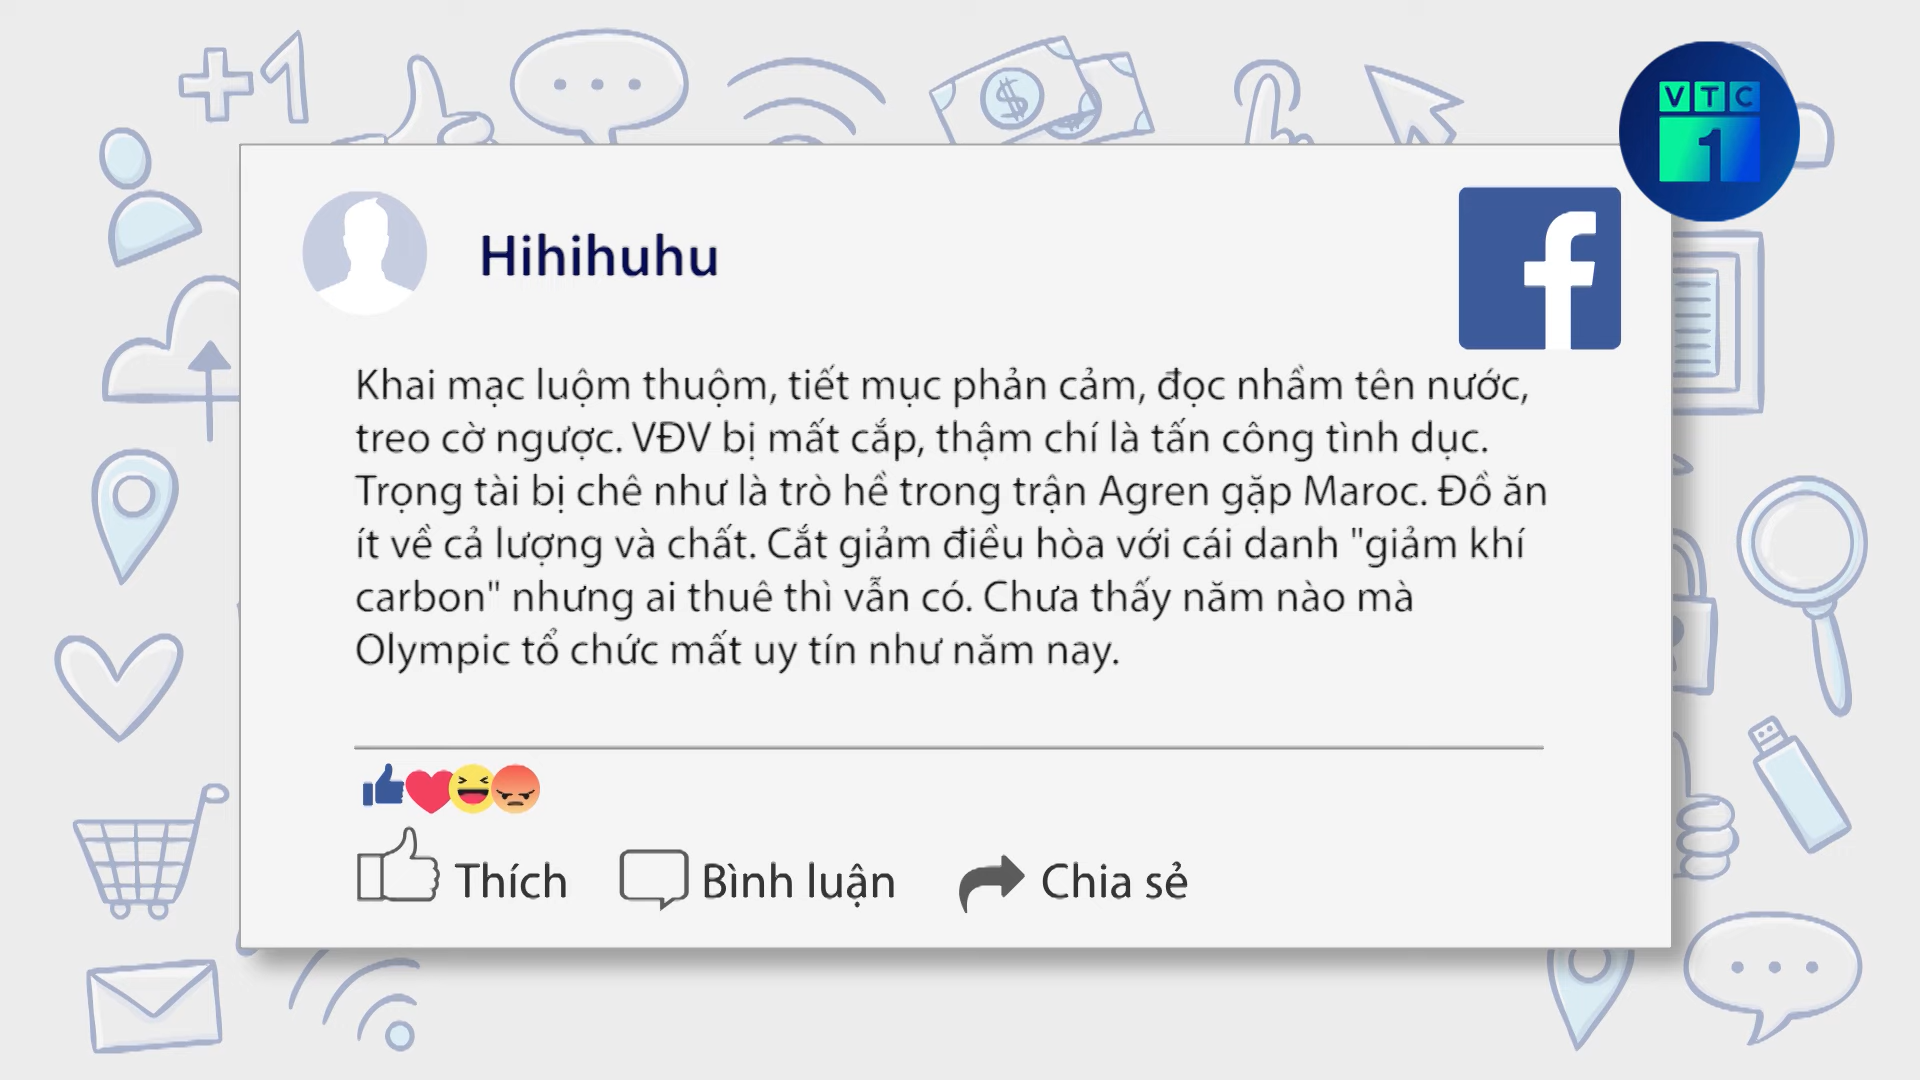 +1
VTC
1
Hihihuhu
Khai mạc luộm thuộm, tiết mục phản cảm, đọc nhầm tên nước,
treo cờ ngược. VĐV bị mất cắp, thậm chí là tấn công tình dục.
Trọng tài bị chê như là trò hề trong trận Agren gặp Maroc. Đồ ăn
ít về cả lượng và chất. Cắt giảm điều hòa với cái danh "giảm khí
carbon" nhưng ai thuê thì vẫn có. Chưa thấy năm nào mà
Olympic tổ chức mất uy tín như năm nay.
Thích Bình luận Chia sẻ